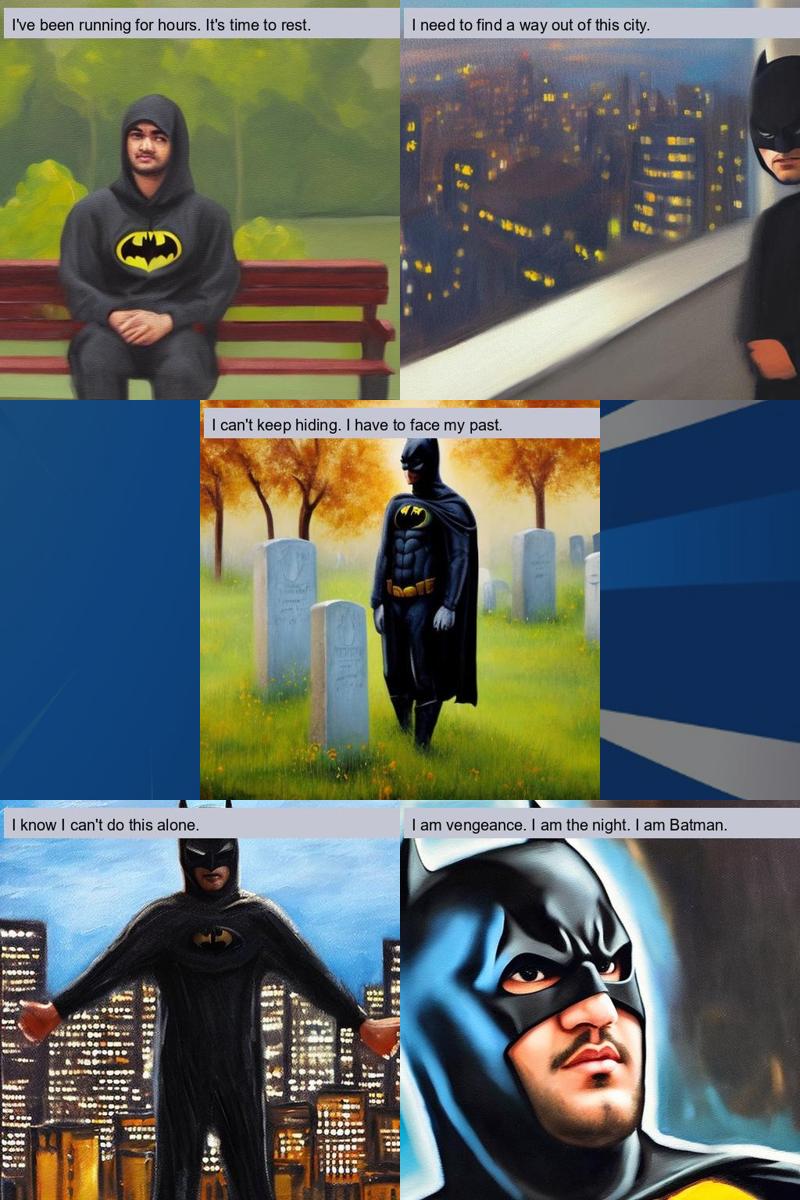 I've been running for hours. It's time to rest.
I need to find a way out of this city.
I can't keep hiding. I have to face my past.
I know I can't do this alone.
I am vengeance. I am the night. I am Batman.